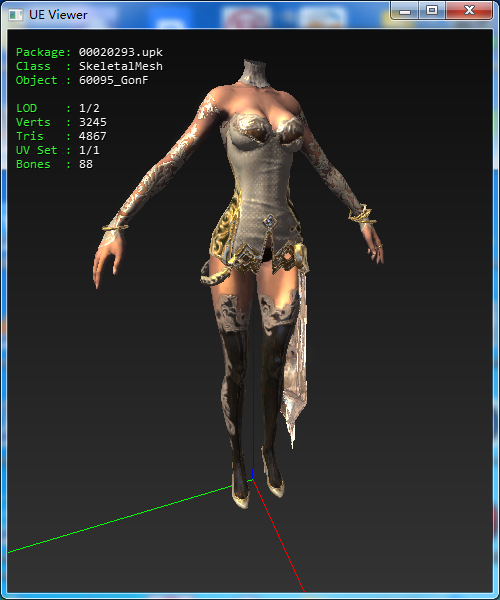 UE Viewer
Package: 00020293.upk
Class  : SkeletalMesh
Object : 60095_GonF
LOD    : 1/2
Verts  : 3245
Tris   : 4867
UV Set : 1/1
Bones  : 88